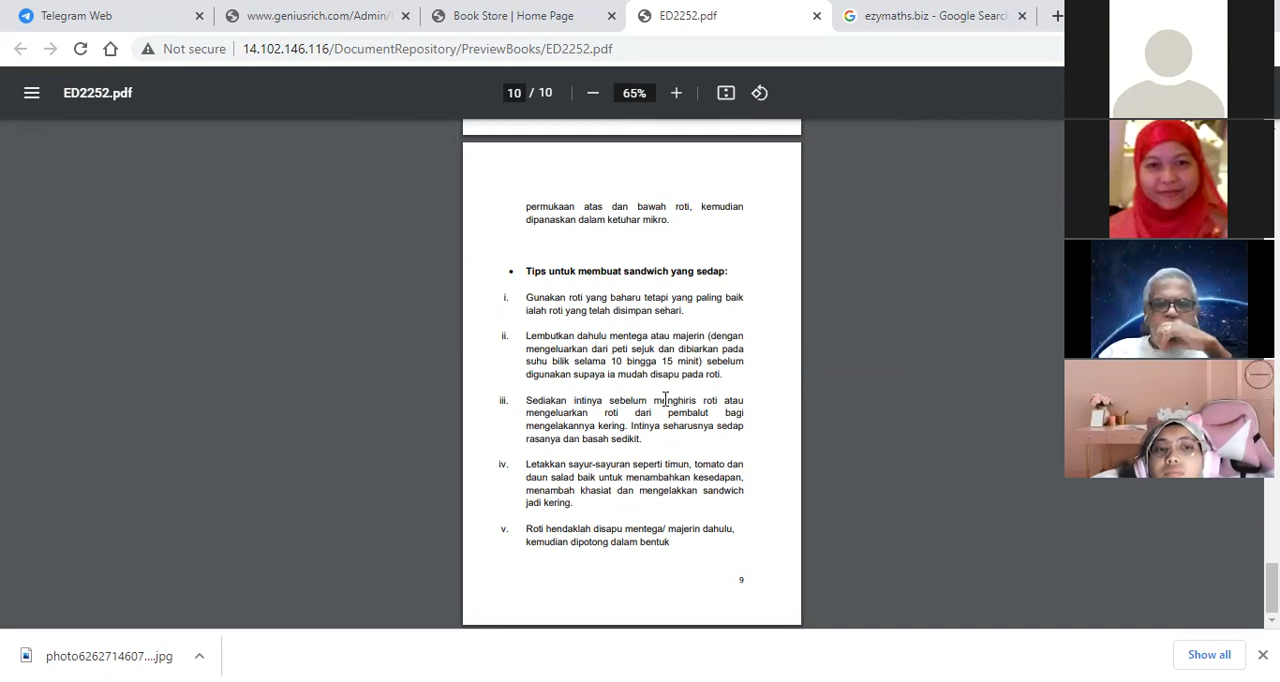 Telegram Web
www.geniusrich.com/Admin/
Book Store | Home Page
ED2252.pdf
ezymaths.biz - Google Search
Not secure
14.102.146.116/DocumentRepository/PreviewBooks/ED2252.pdf
ED2252.pdf
10 / 10
65%
permukaan atas dan bawah roti, kemudian
dipanaskan dalam ketuhar mikro.
• Tips untuk membuat sandwich yang sedap:
i. Gunakan roti yang baharu tetapi yang paling baik
ialah roti yang telah disimpan sehari.
ii. Lembutkan dahulu mentega atau majerin (dengan
mengeluarkan dari peti sejuk dan dibiarkan pada
suhu bilik selama 10 bingga 15 minit) sebelum
digunakan supaya ia mudah disapu pada roti.
iii. Sediakan intinya sebelum menghiris roti atau
mengeluarkan roti dari pembalut bagi
mengelakannya kering. Intinya seharusnya sedap
rasanya dan basah sedikit.
iv. Letakkan sayur-sayuran seperti timun, tomato dan
daun salad baik untuk menambahkan kesedapan,
menambah khasiat dan mengelakkan sandwich
jadi kering.
v. Roti hendaklah disapu mentega/ majerin dahulu,
kemudian dipotong dalam bentuk
9
photo6262714607....jpg
Show all